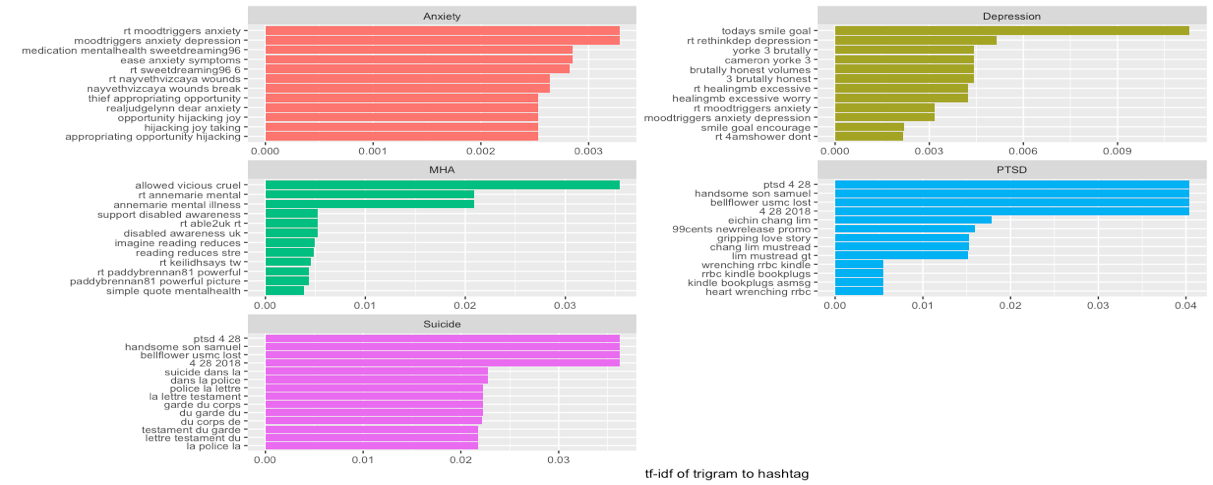 Anxiety
rt moodtriggers anxiety
moodtriggers anxiety depression
medication mentalhealth sweetdreaming96
ease anxiety symptoms
rt sweetdreaming96 6
rt nayvethvizcaya wounds
nayvethvizcaya wounds break
thief appropriating opportunity
realjudgelynn dear anxiety
opportunity hijacking joy
hijacking joy taking
appropriating opportunity hijacking
0.000 0.001 0.002 0.003
Depression
todays smile goal
rt rethinkdep depression
yorke 3 brutally
cameron yorke 3
brutally honest volumes
3 brutally honest
rt healingmb excessive
healingmb excessive worry
rt moodtriggers anxiety
moodtriggers anxiety depression
smile goal encourage
rt 4amshower dont
0.000 0.003 0.006 0.009
MHA
allowed vicious cruel
rt annemarie mental
annemarie mental illness
support disabled awareness
rt able2uk rt
disabled awareness uk
imagine reading reduces
reading reduces stre
rt keilidhsays tw
rt paddybrennan81 powerful
paddybrennan81 powerful picture
simple quote mentalhealth
0.00 0.01 0.02 0.03
PTSD
ptsd 4 28
handsome son samuel
bellflower usmc lost
4 28 2018
eichin chang lim
99cents newrelease promo
gripping love story
chang lim mustread
lim mustread gt
wrenching rrbc kindle
rrbc kindle bookplugs
kindle bookplugs asmsg
heart wrenching rrbc
0.00 0.01 0.02 0.03 0.04
Suicide
ptsd 4 28
handsome son samuel
bellflower usmc lost
4 28 2018
suicide dans la
dans la police
police la lettre
la lettre testament
garde du corps
du garde du
du corps de
testament du garde
lettre testament du
la police la
0.00 0.01 0.02 0.03
tf-idf of trigram to hashtag